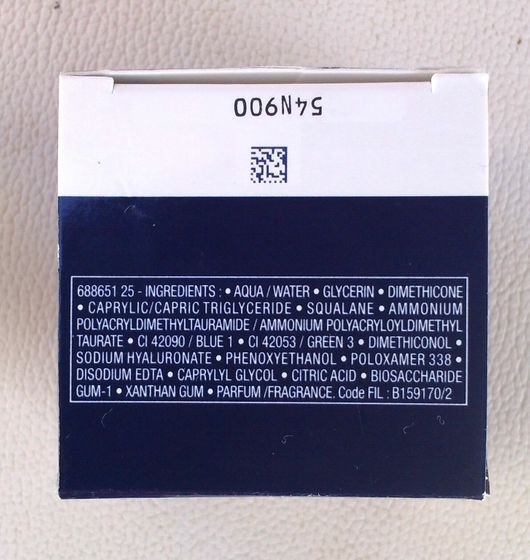 54N900
688651 25 - INGREDIENTS : • AQUA / WATER • GLYCERIN • DIMETHICONE
• CAPRYLIC/CAPRIC TRIGLYCERIDE • SQUALANE • AMMONIUM
POLYACRYLDIMETHYLTAURAMIDE / AMMONIUM POLYACRYLOYLDIMETHYL
TAURATE • CI 42090 / BLUE 1 • CI 42053 / GREEN 3 • DIMETHICONOL •
SODIUM HYALURONATE • PHENOXYETHANOL • POLOXAMER 338 •
DISODIUM EDTA • CAPRYLYL GLYCOL • CITRIC ACID • BIOSACCHARIDE
GUM-1 • XANTHAN GUM • PARFUM /FRAGRANCE. Code FIL : B159170/2